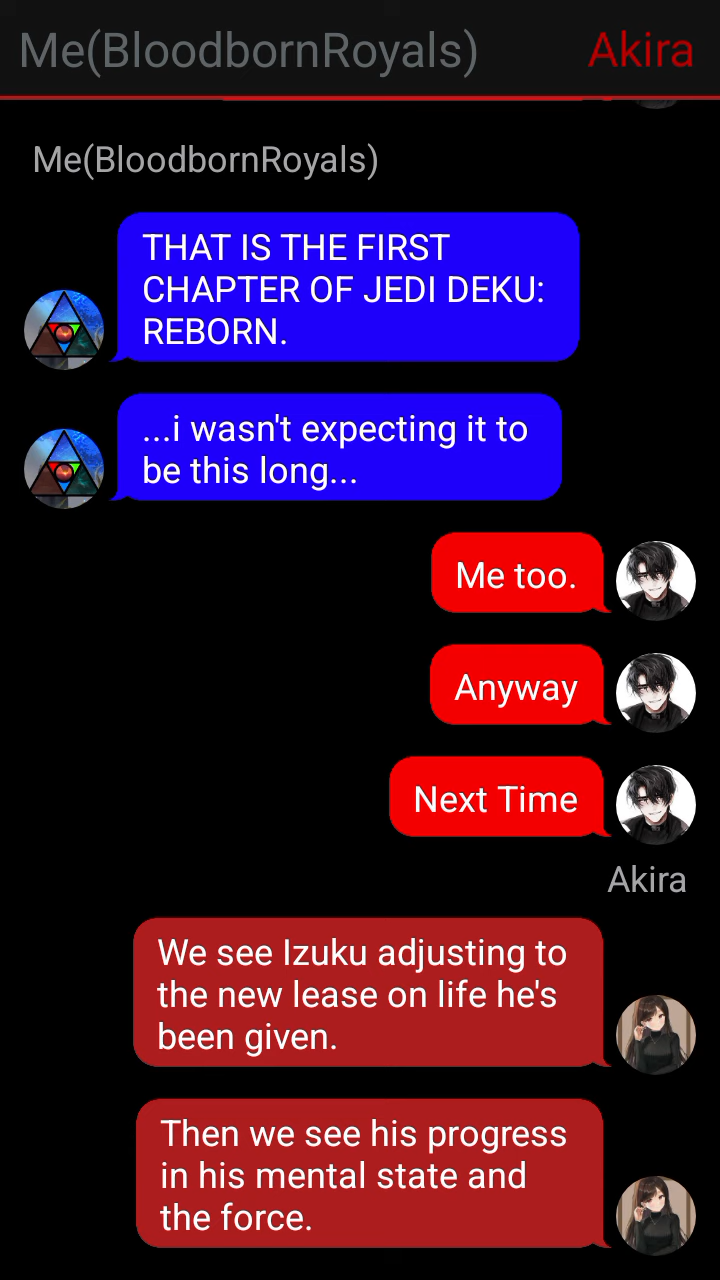 Me(BloodbornRoyals) Akira
Me(BloodbornRoyals)
THAT IS THE FIRST
CHAPTER OF JEDI DEKU:
REBORN.
...i wasn't expecting it to
be this long...
Me too.
Anyway
Next Time
Akira
We see Izuku adjusting to
the new lease on life he's
been given.
Then we see his progress
in his mental state and
the force.